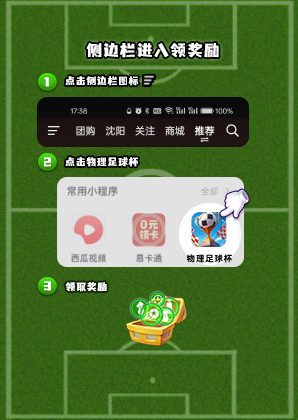 侧边栏进入领奖励
1 点击侧边栏图标
17:38 100%
团购 沈阳 关注 商城 推荐
2 点击物理足球杯
常用小程序 全部
0元
领卡
西瓜视频 易卡通 物理足球杯
3 领取奖励